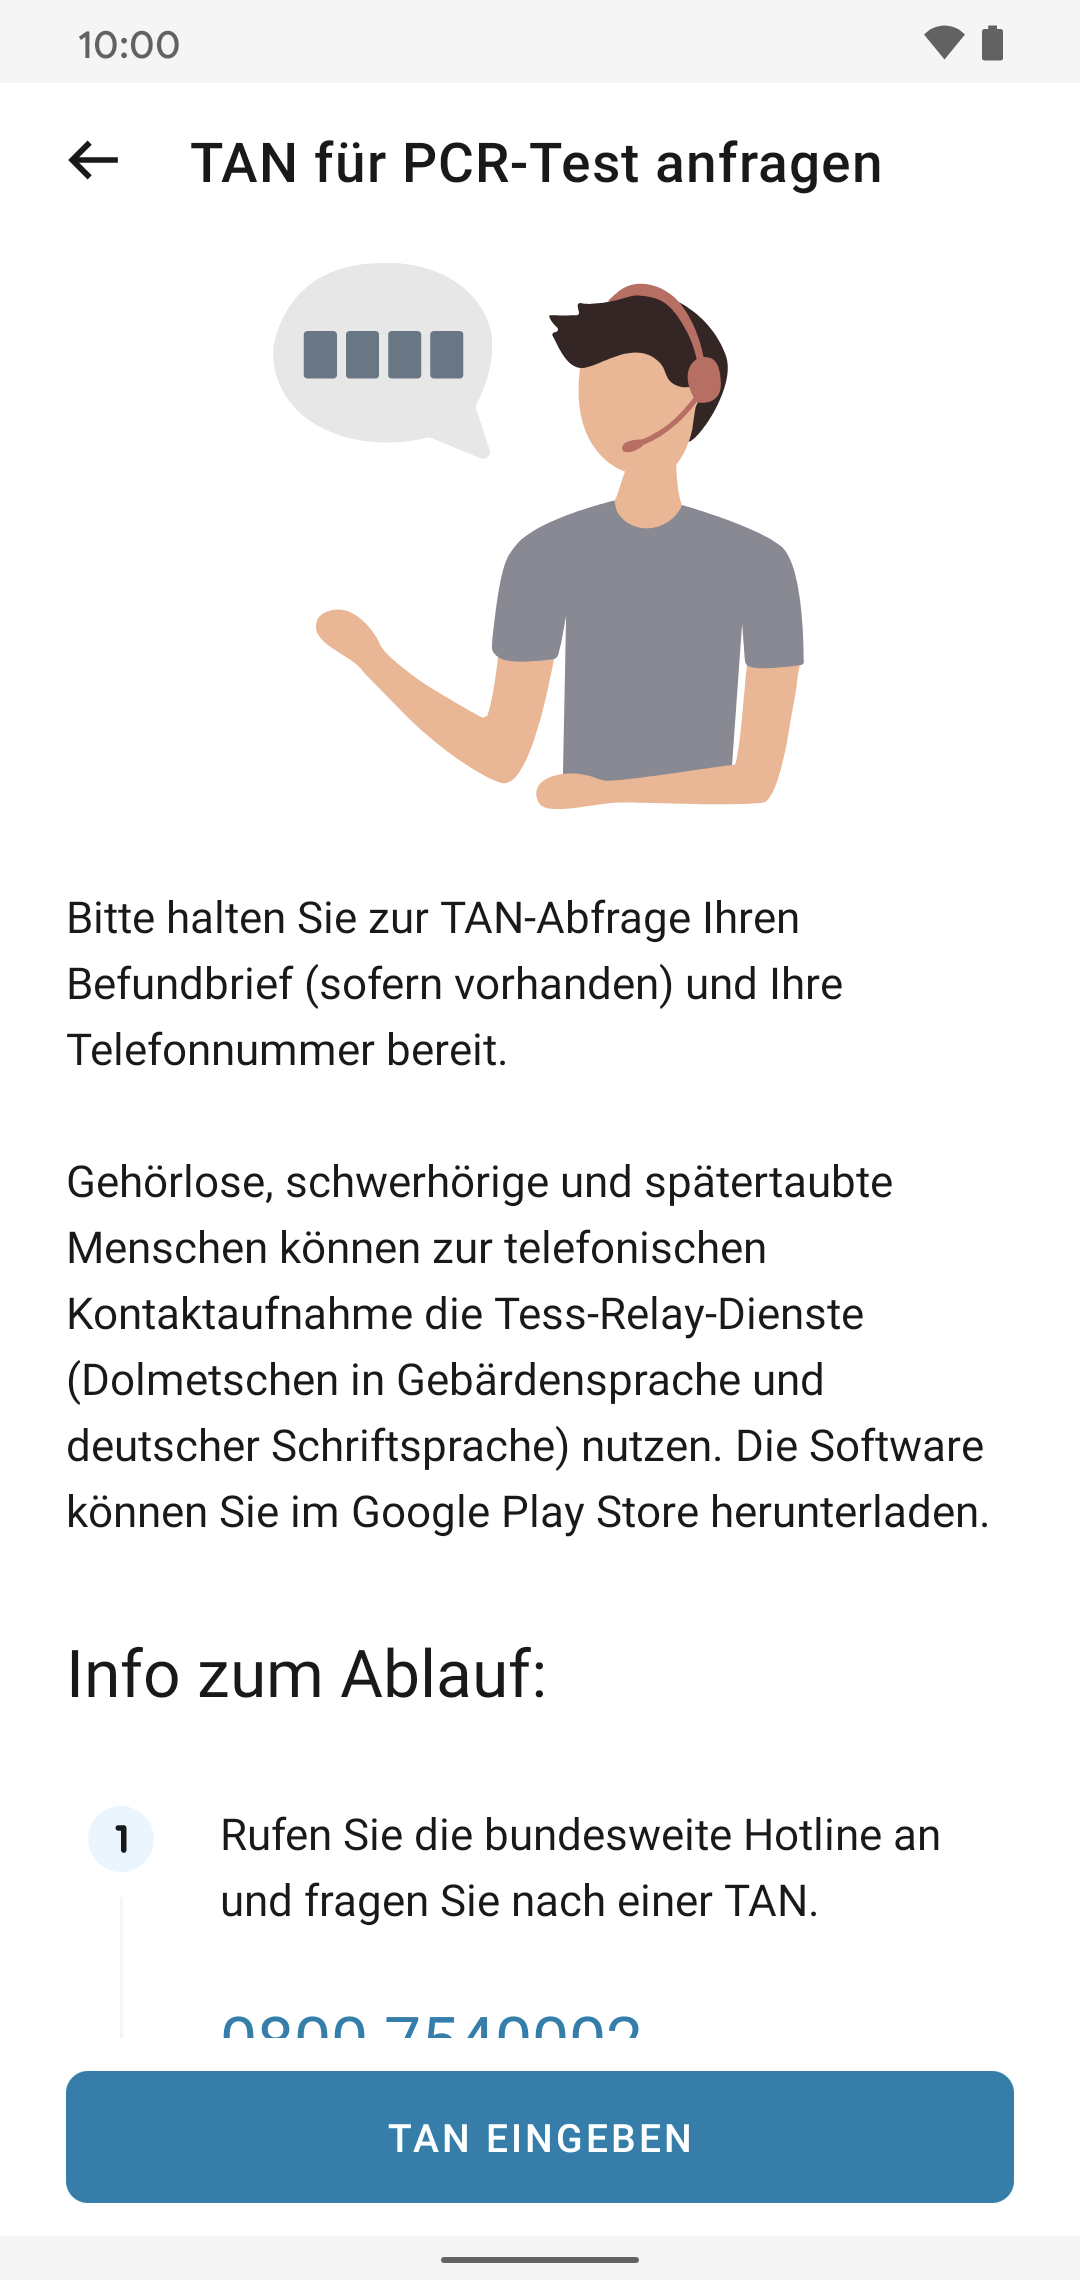 10:00
TAN für PCR-Test anfragen
Bitte halten Sie zur TAN-Abfrage Ihren
Befundbrief (sofern vorhanden) und Ihre
Telefonnummer bereit.
Gehörlose, schwerhörige und spätertaubte
Menschen können zur telefonischen
Kontaktaufnahme die Tess-Relay-Dienste
(Dolmetschen in Gebärdensprache und
deutscher Schriftsprache) nutzen. Die Software
können Sie im Google Play Store herunterladen.
Info zum Ablauf:
1
Rufen Sie die bundesweite Hotline an
und fragen Sie nach einer TAN.
TAN EINGEBEN